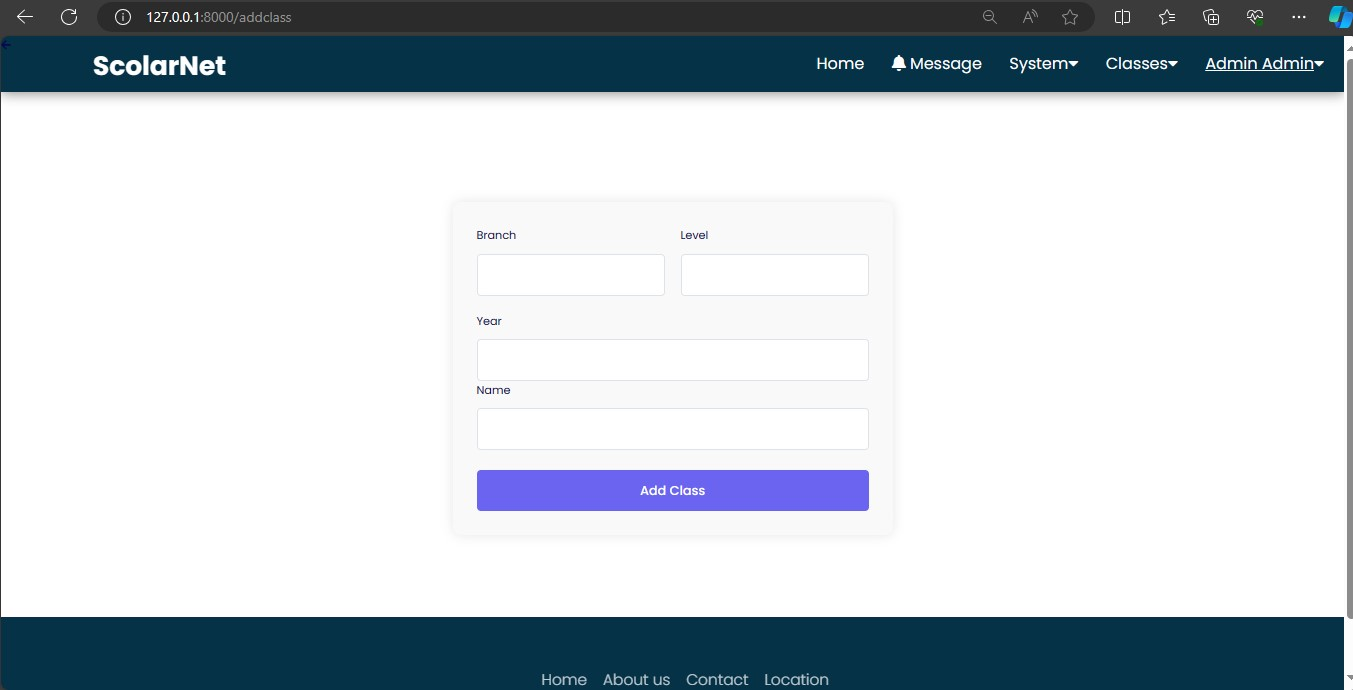 127.0.0.1:8000/addclass
ScolarNet
Home Message System Classes Admin Admin
Branch Level
Year
Name
Add Class
Home About us Contact Location